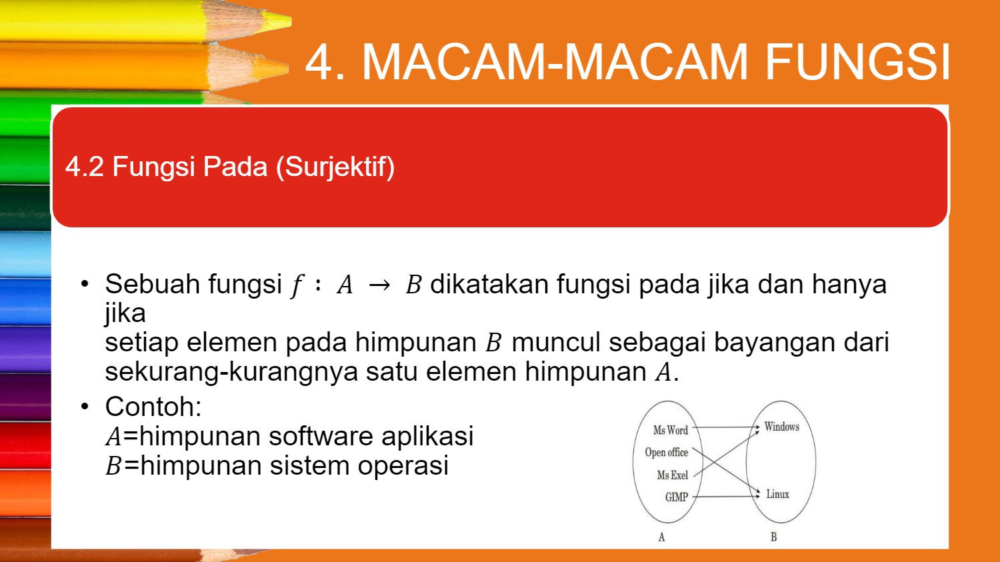 4. MACAM-MACAM FUNGSI
4.2 Fungsi Pada (Surjektif)
• Sebuah fungsi f : A → B dikatakan fungsi pada jika dan hanya
jika
setiap elemen pada himpunan B muncul sebagai bayangan dari
sekurang-kurangnya satu elemen himpunan A.
• Contoh:
A=himpunan software aplikasi
B=himpunan sistem operasi
Ms Word
Open office
Ms Exel
GIMP
A
Windows
Linux
B